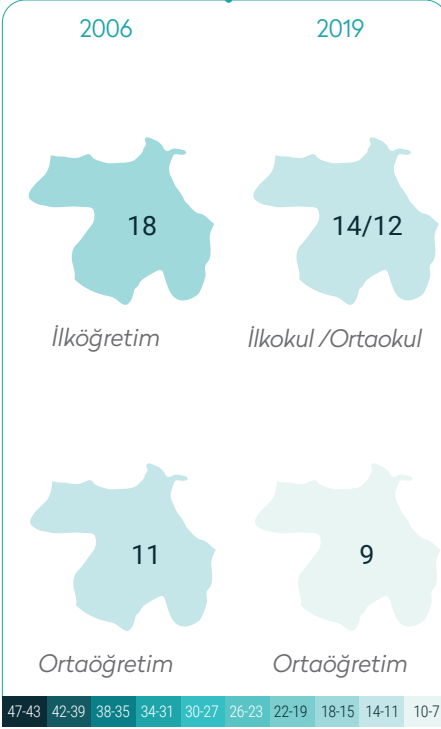 2006 2019
18 14/12
İlköğretim İlkokul /Ortaokul
11 9
Ortaöğretim Ortaöğretim
47-43 42-39 38-35 34-31 30-27 26-23 22-19 18-15 14-11 10-7